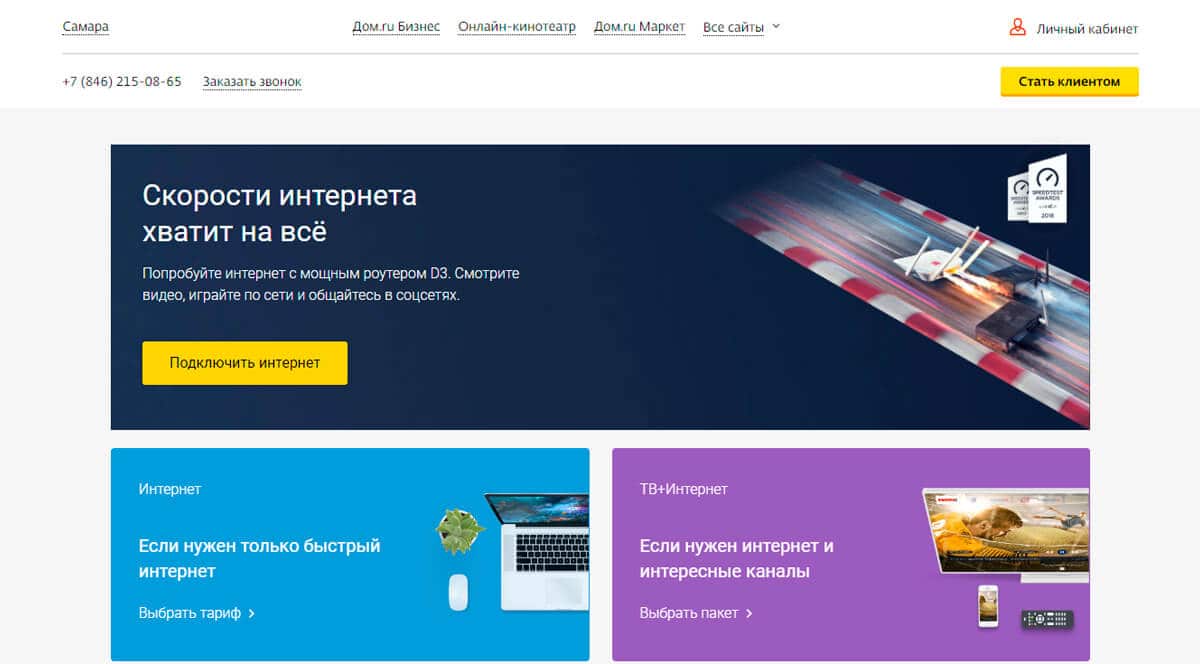 Самара
Дом.ru Бизнес
Онлайн-кинотеатр
Дом.ru Маркет
Все сайты
Личный кабинет
+7 (846) 215-08-65
Заказать звонок
Стать клиентом
Скорости интернета
хватит на всё
Попробуйте интернет с мощным роутером D3. Смотрите
видео, играйте по сети и общайтесь в соцсетях.
Подключить интернет
SPEEDTEST
AWARDS
2018
Интернет
Если нужен только быстрый
интернет
Выбрать тариф
ТВ+Интернет
Если нужен интернет и
интересные каналы
Выбрать пакет